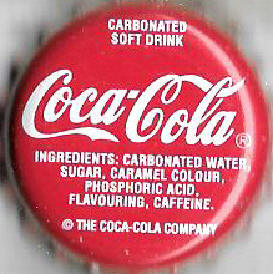 CARBONATED
SOFT DRINK
Coca-Cola®
INGREDIENTS: CARBONATED WATER,
SUGAR, CARAMEL COLOUR,
PHOSPHORIC ACID,
FLAVOURING, CAFFEINE.
© THE COCA-COLA COMPANY